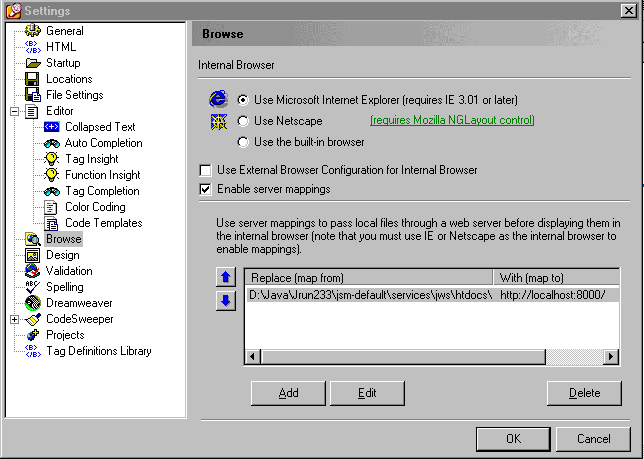 Settings
General
HTML
Startup
Locations
File Settings
Editor
Collapsed Text
Auto Completion
Tag Insight
Function Insight
Tag Completion
Color Coding
Code Templates
Browse
Design
Validation
Spelling
Dreamweaver
CodeSweeper
Projects
Tag Definitions Library
Browse
Internal Browser
Use Microsoft Internet Explorer (requires IE 3.01 or later)
Use Netscape (requires Mozilla NGLayout control)
Use the built-in browser
Use External Browser Configuration for Internal Browser
Enable server mappings
Use server mappings to pass local files through a web server before displaying them in
the internal browser (note that you must use IE or Netscape as the internal browser to
enable mappings).
Replace (map from) With (map to)
D:\Java\Jrun233\jsm-default\services\jws\htdocs\ http://localhost:8000/
Add Edit Delete
OK Cancel